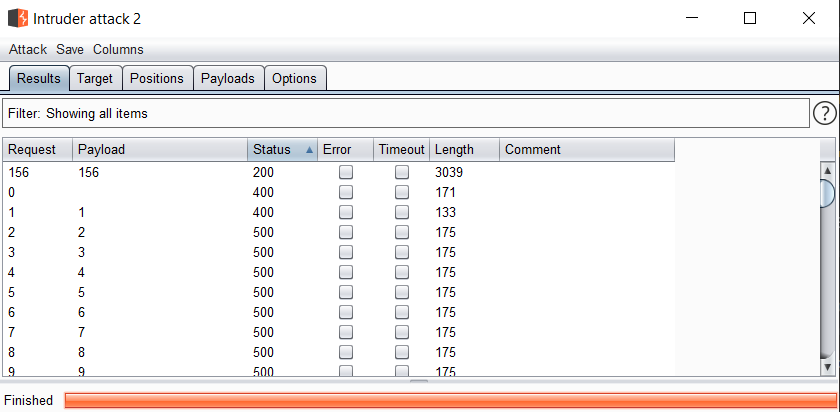 Intruder attack 2
Attack Save Columns
Results Target Positions Payloads Options
Filter: Showing all items ?
Request Payload Status Error Timeout Length Comment
156 156 200 3039
0 400 171
1 1 400 133
2 2 500 175
3 3 500 175
4 4 500 175
5 5 500 175
6 6 500 175
7 7 500 175
8 8 500 175
9 9 500 175
Finished